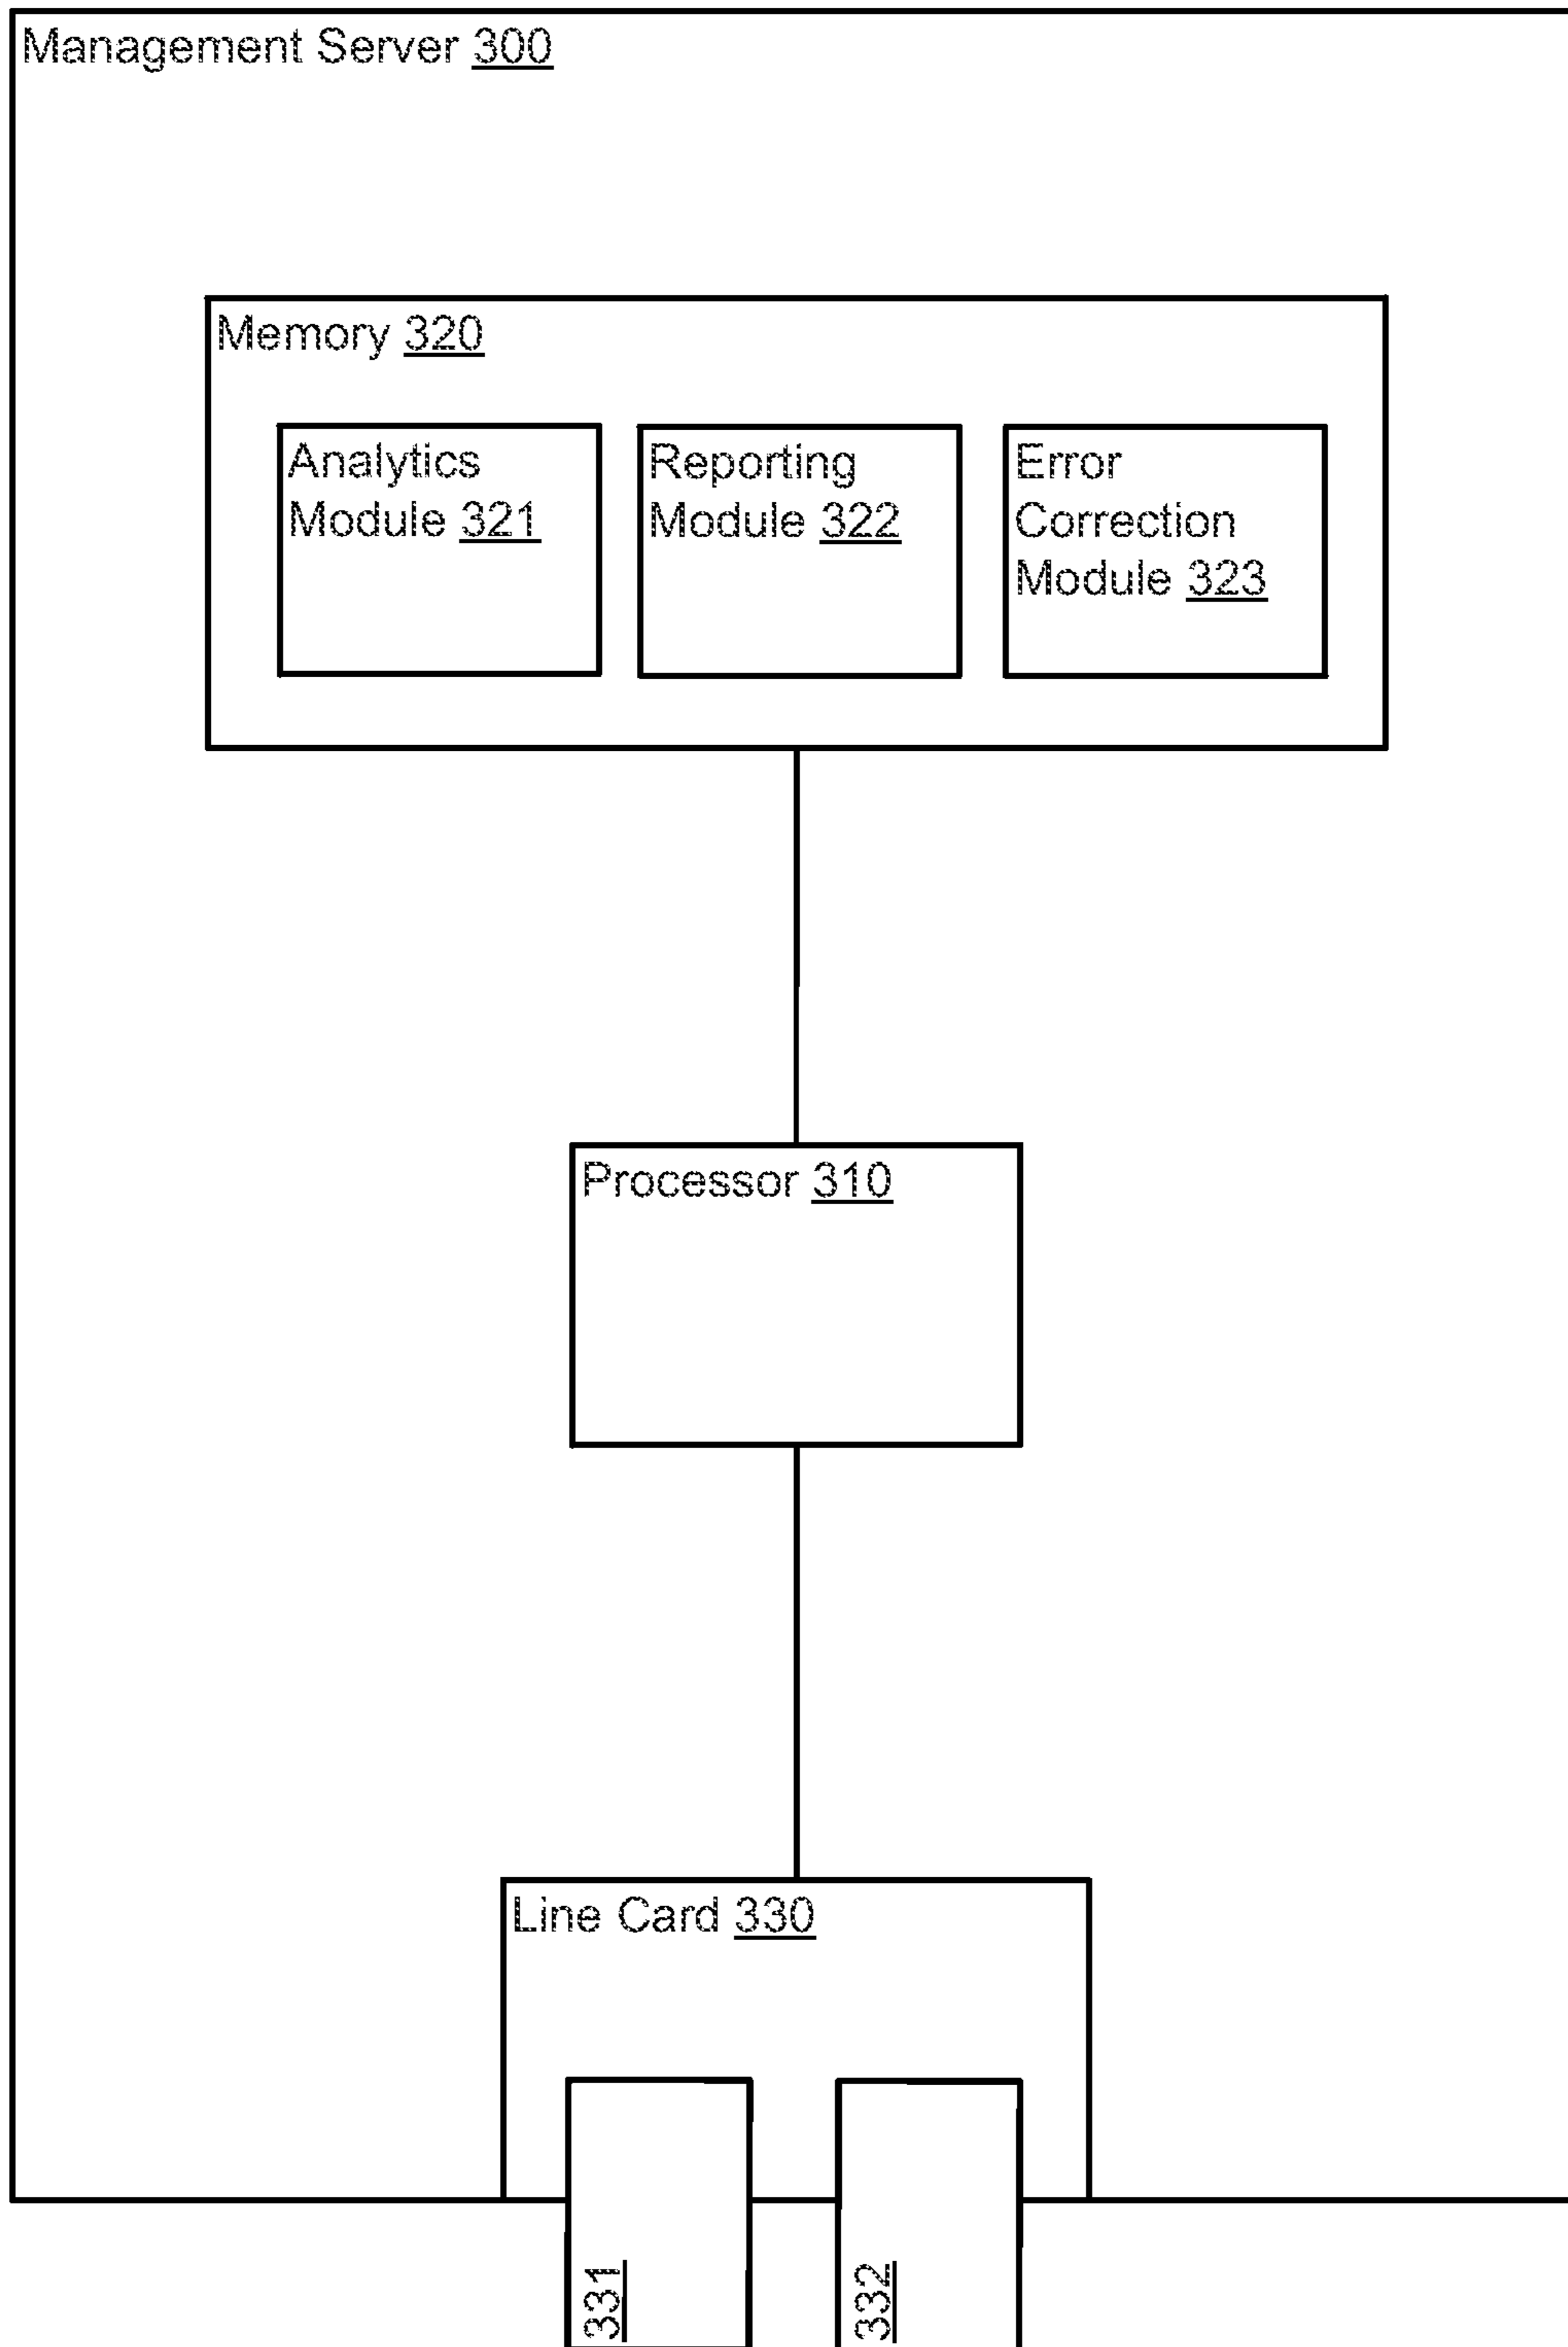 Management Server 300
Memory 320
Analytics
Module 321
Reporting
Module 322
Error
Correction
Module 323
Processor 310
Line Card 330
331
332